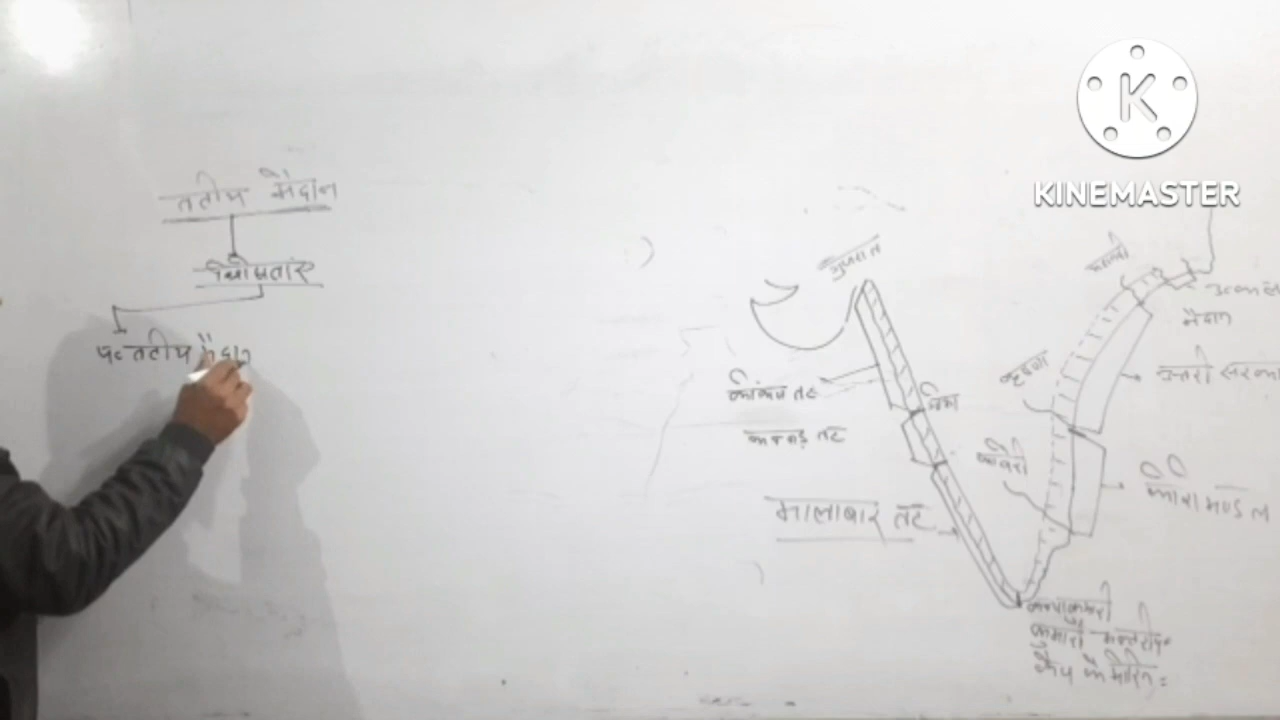 तटीय मैदान
विशेषताएं
प॰ तटीय मैदान
गुजरात
कोंकण तट
कन्नड़ तट
मालाबार तट
गोवा
कृष्णा
कावेरी
मैदान
उत्तरी सरका
कोरोमण्डल
कन्याकुमारी
कुमारी अन्तरीप
केप केमोरिन
KINEMASTER